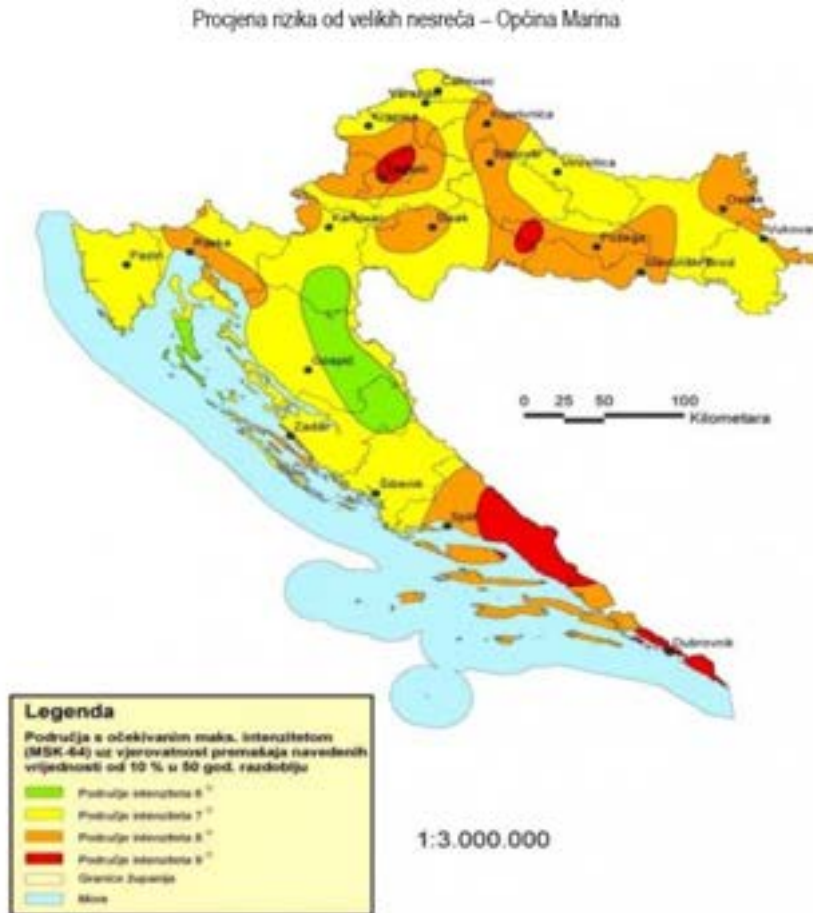 Procjena rizika od velikih nesreća – Općina Marina
Čakovec
Varaždin
Krapina
Koprivnica
Bjelovar
Virovitica
Zagreb
Osijek
Karlovac
Sisak
Vukovar
Rijeka
Požega
Pazin
Slavonski Brod
Gospić
0 25 50 100
Kilometara
Zadar
Šibenik
Split
Dubrovnik
Legenda
Područja s očekivanim maks. intenzitetom
(MSK-64) uz vjerovatnost premašaja navedenih
vrijednosti od 10 % u 50 god. razdoblju
Područje intenziteta 6 °
Područje intenziteta 7 °
Područje intenziteta 8 °
1:3.000.000
Područje intenziteta 9 °
Granice županija
More